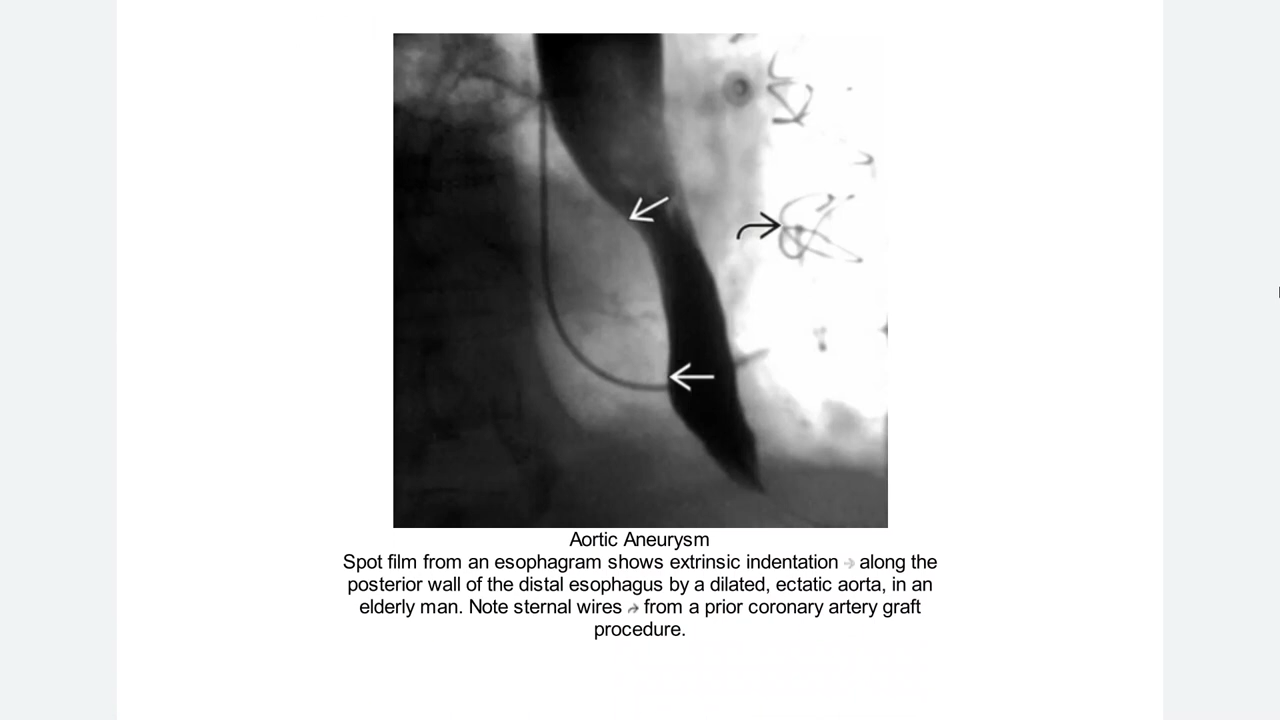 Aortic Aneurysm
Spot film from an esophagram shows extrinsic indentation → along the
posterior wall of the distal esophagus by a dilated, ectatic aorta, in an
elderly man. Note sternal wires ↗ from a prior coronary artery graft
procedure.